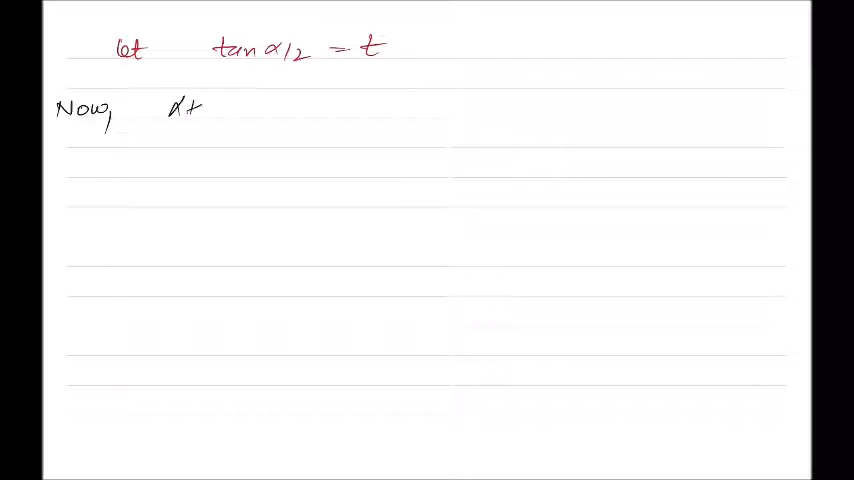 let tan α/2 = t
Now, α+